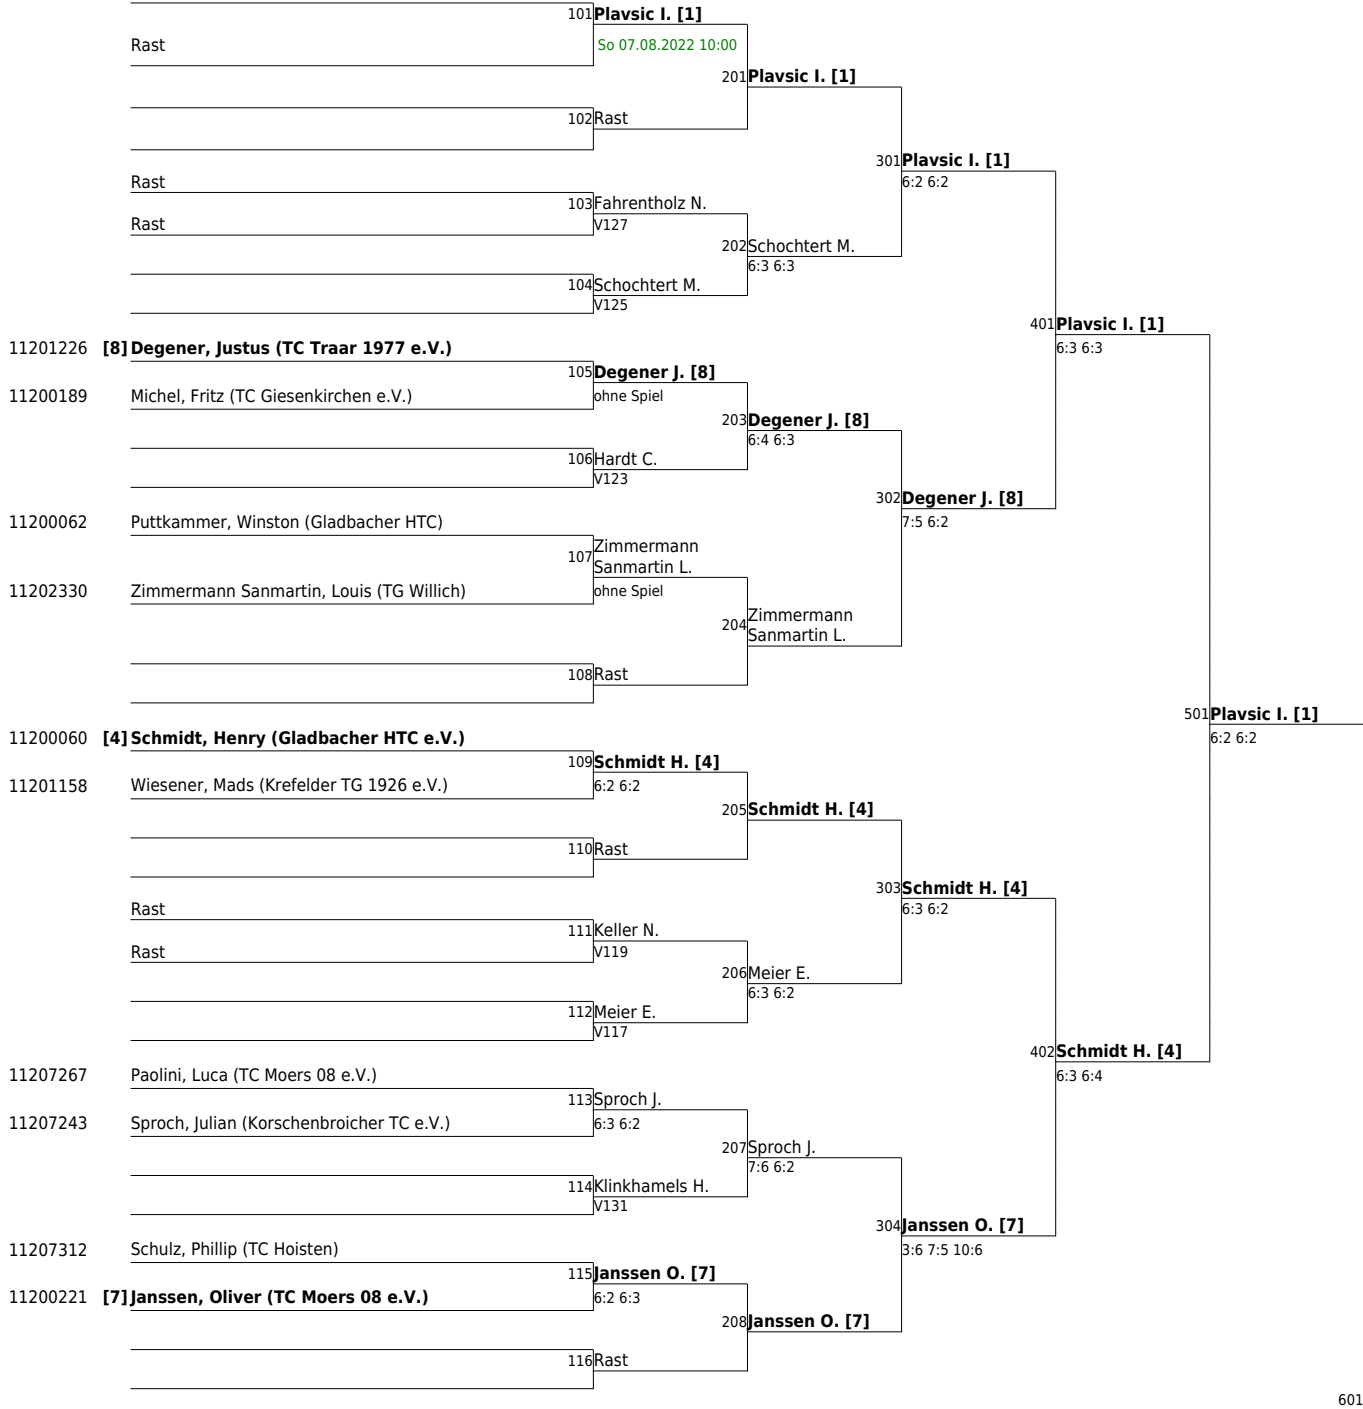 101 Plavsic I. [1]
Rast
So 07.08.2022 10:00
201 Plavsic I. [1]
102 Rast
301 Plavsic I. [1]
6:2 6:2
Rast
103 Fahrentholz N.
Rast
V127
202 Schochtert M.
6:3 6:3
104 Schochtert M.
V125
401 Plavsic I. [1]
6:3 6:3
11201226 [8] Degener, Justus (TC Traar 1977 e.V.)
105 Degener J. [8]
11200189 Michel, Fritz (TC Giesenkirchen e.V.)
ohne Spiel
203 Degener J. [8]
6:4 6:3
106 Hardt C.
V123
302 Degener J. [8]
7:5 6:2
11200062 Puttkammer, Winston (Gladbacher HTC)
107 Zimmermann
Sanmartin L.
11202330 Zimmermann Sanmartin, Louis (TG Willich)
ohne Spiel
204 Zimmermann
Sanmartin L.
108 Rast
501 Plavsic I. [1]
6:2 6:2
11200060 [4] Schmidt, Henry (Gladbacher HTC e.V.)
109 Schmidt H. [4]
11201158 Wiesener, Mads (Krefelder TG 1926 e.V.)
6:2 6:2
205 Schmidt H. [4]
110 Rast
303 Schmidt H. [4]
6:3 6:2
Rast
111 Keller N.
Rast
V119
206 Meier E.
6:3 6:2
112 Meier E.
V117
402 Schmidt H. [4]
6:3 6:4
11207267 Paolini, Luca (TC Moers 08 e.V.)
113 Sproch J.
11207243 Sproch, Julian (Korschenbroicher TC e.V.)
6:3 6:2
207 Sproch J.
7:6 6:2
114 Klinkhamels H.
V131
304 Janssen O. [7]
3:6 7:5 10:6
11207312 Schulz, Phillip (TC Hoisten)
115 Janssen O. [7]
11200221 [7] Janssen, Oliver (TC Moers 08 e.V.)
6:2 6:3
208 Janssen O. [7]
116 Rast
601